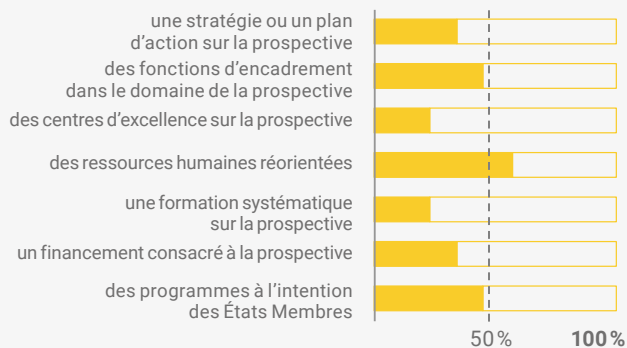 une stratégie ou un plan
d’action sur la prospective
des fonctions d’encadrement
dans le domaine de la prospective
des centres d’excellence sur la prospective
des ressources humaines réorientées
une formation systématique
sur la prospective
un financement consacré à la prospective
des programmes à l’intention
des États Membres
50 % 100 %